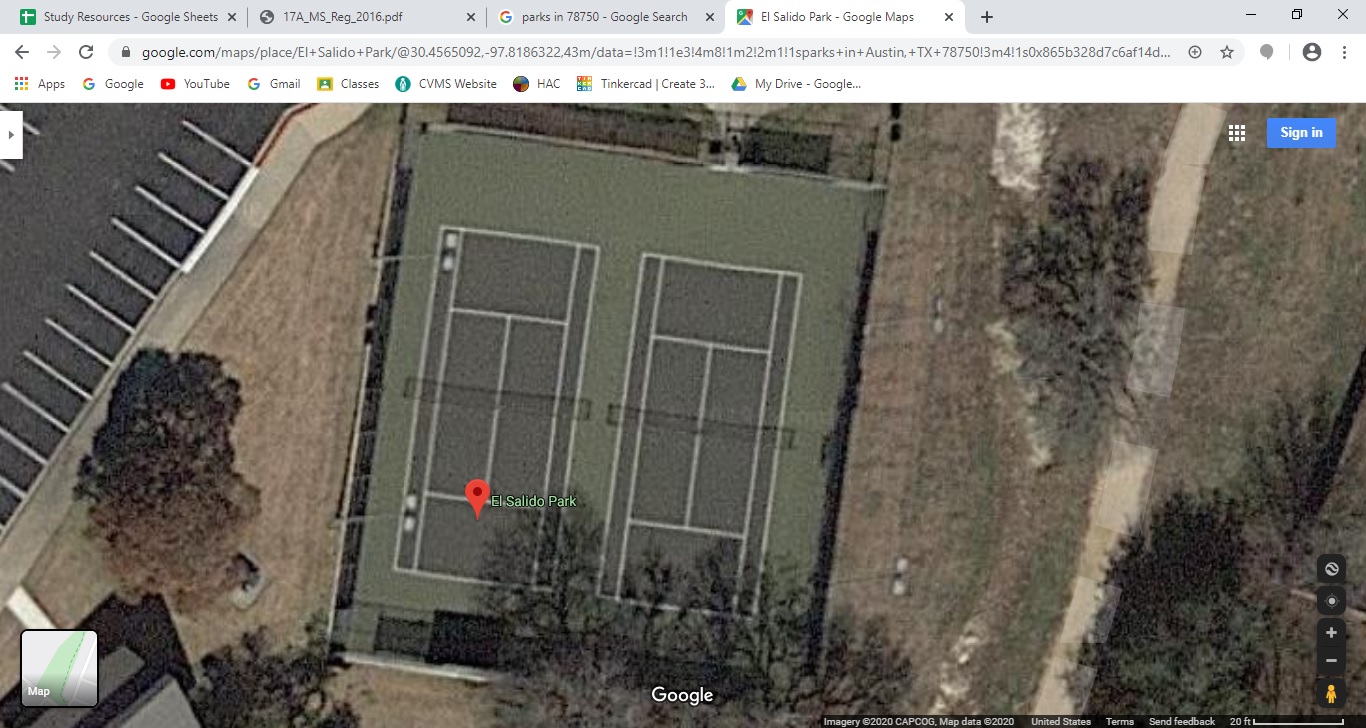 Study Resources - Google Sheets
17A_MS_Reg_2016.pdf
parks in 78750 - Google Search
El Salido Park - Google Maps
google.com/maps/place/El+Salido+Park/@30.4565092,-97.8186322,43m/data=!3m1!1e3!4m8!1m2!2m1!1sparks+in+Austin,+TX+78750!3m4!1s0x865b328d7c6af14d...
Apps
Google
YouTube
Gmail
Classes
CVMS Website
HAC
Tinkercad | Create 3...
My Drive - Google...
Sign in
El Salido Park
Map
Google
Imagery ©2020 CAPCOG, Map data ©2020
United States
Terms
Send feedback
20 ft